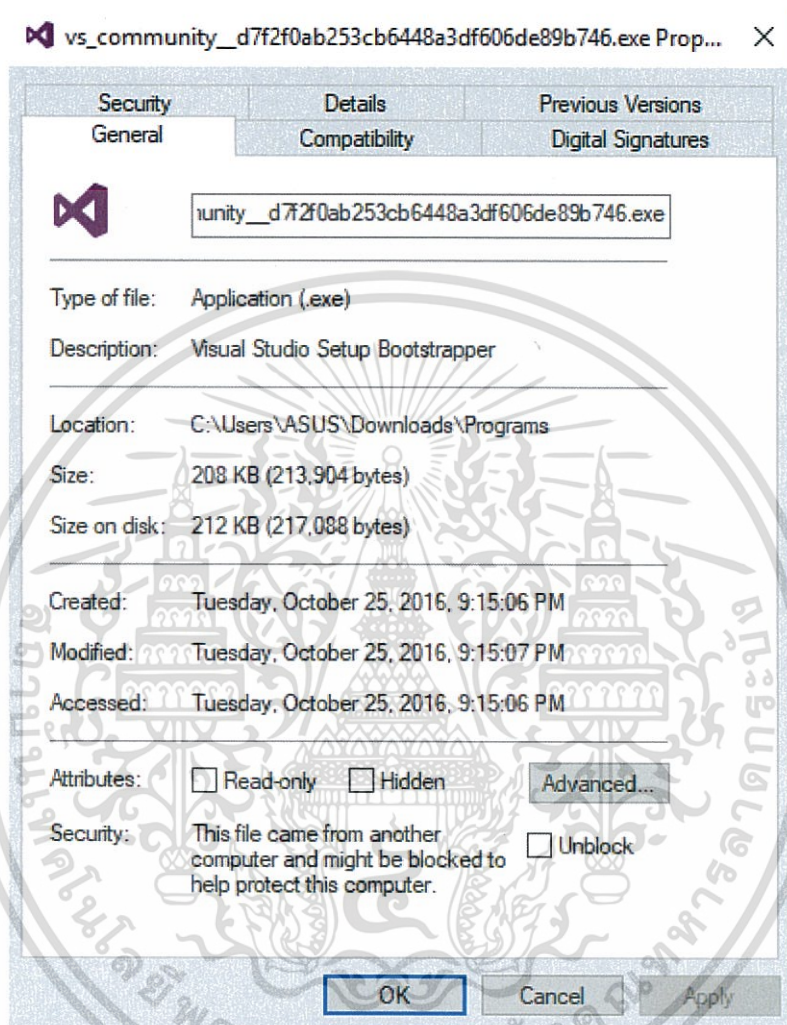 vs_community__d7f2f0ab253cb6448a3df606de89b746.exe Prop...
Security Details Previous Versions
General Compatibility Digital Signatures
nunity__d7f2f0ab253cb6448a3df606de89b746.exe
Type of file: Application (.exe)
Description: Visual Studio Setup Bootstrapper
Location: C:\Users\ASUS\Downloads\Programs
Size: 208 KB (213,904 bytes)
Size on disk: 212 KB (217,088 bytes)
Created: Tuesday, October 25, 2016, 9:15:06 PM
Modified: Tuesday, October 25, 2016, 9:15:07 PM
Accessed: Tuesday, October 25, 2016, 9:15:06 PM
Attributes: Read-only Hidden Advanced...
Security: This file came from another
computer and might be blocked to
help protect this computer.
Unblock
OK Cancel Apply